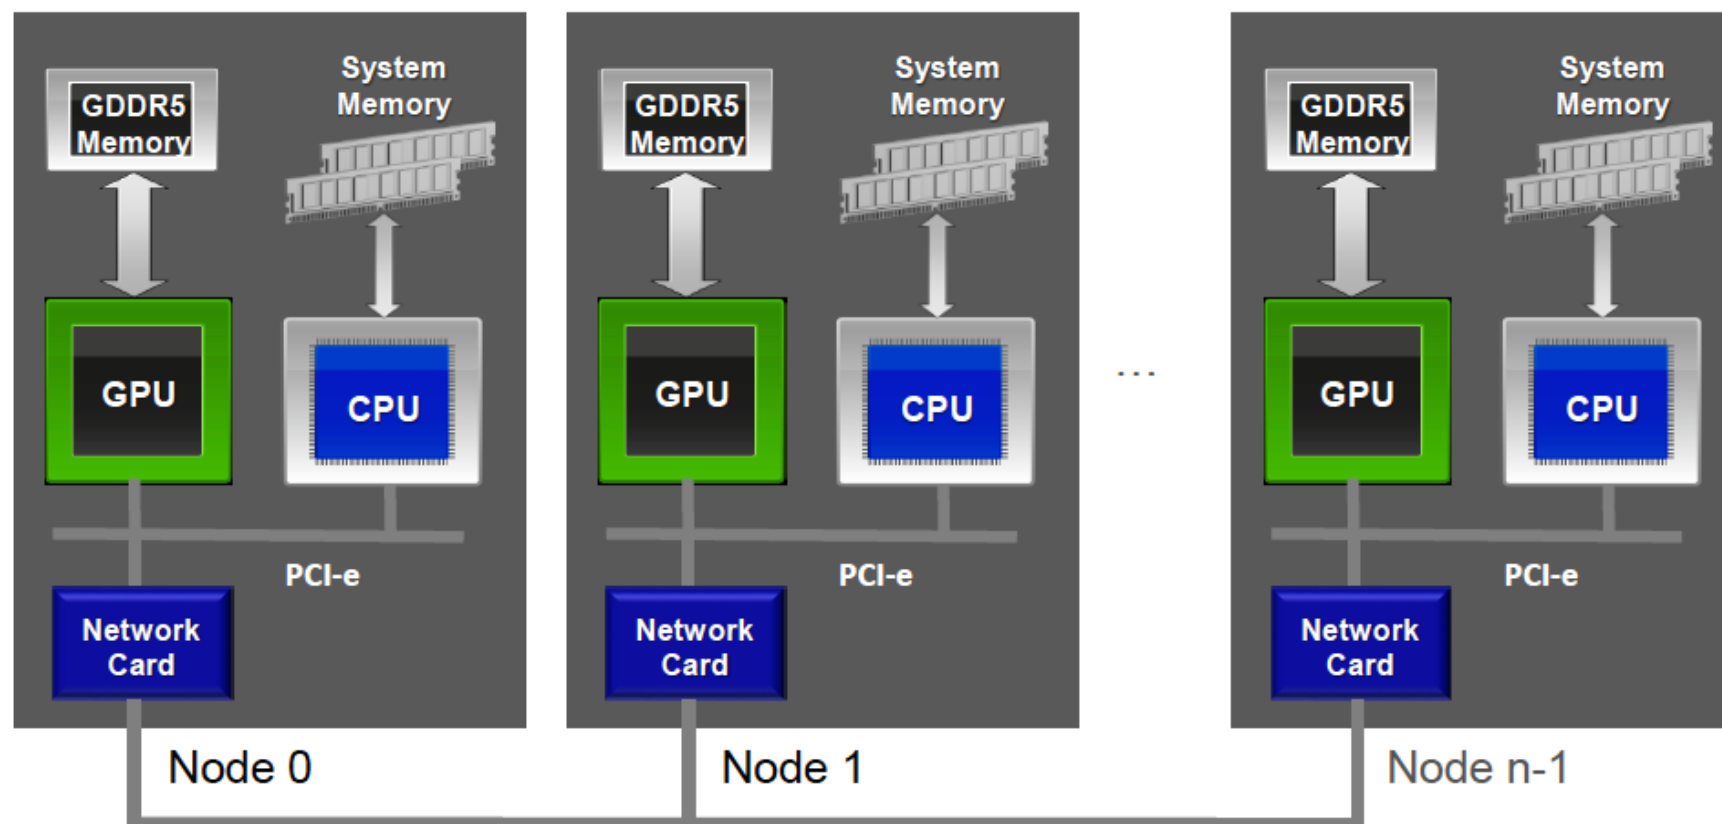 GDDR5
Memory
System
Memory
GPU
CPU
PCI-e
Network
Card
Node 0
GDDR5
Memory
System
Memory
GPU
CPU
PCI-e
Network
Card
Node 1
...
GDDR5
Memory
System
Memory
GPU
CPU
PCI-e
Network
Card
Node n-1